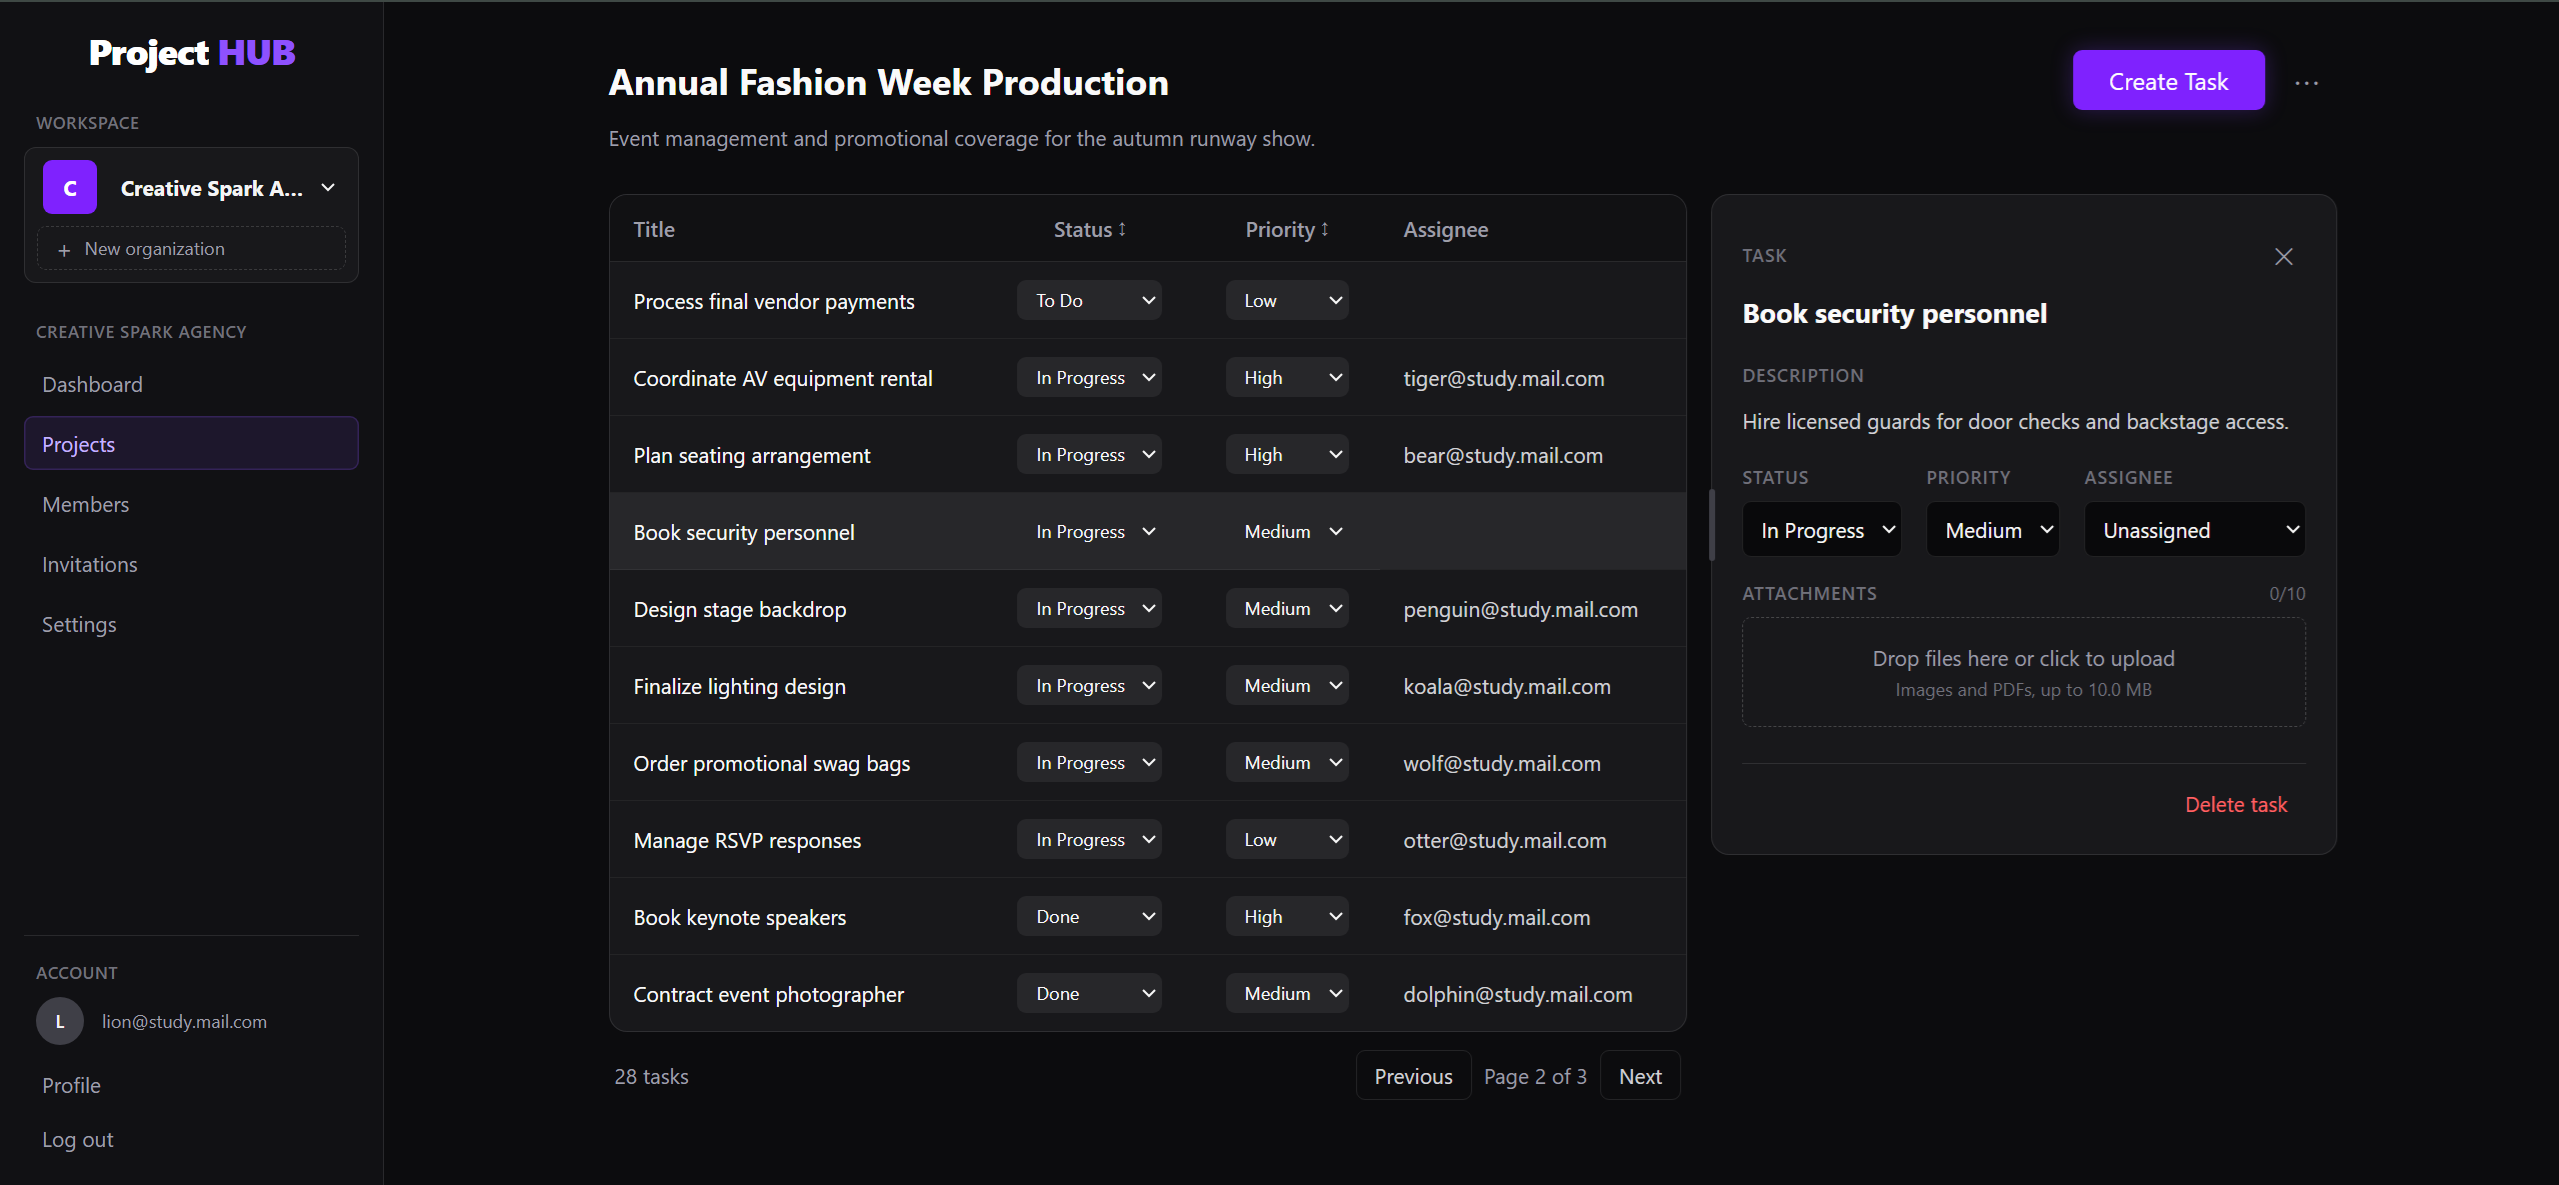 Project HUB
WORKSPACE
C
Creative Spark A...
+ New organization
CREATIVE SPARK AGENCY
Dashboard
Projects
Members
Invitations
Settings
ACCOUNT
L
lion@study.mail.com
Profile
Log out
Annual Fashion Week Production
Event management and promotional coverage for the autumn runway show.
Create Task
...
Title Status ↕ Priority ↕ Assignee
Process final vendor payments To Do Low
Coordinate AV equipment rental In Progress High tiger@study.mail.com
Plan seating arrangement In Progress High bear@study.mail.com
Book security personnel In Progress Medium
Design stage backdrop In Progress Medium penguin@study.mail.com
Finalize lighting design In Progress Medium koala@study.mail.com
Order promotional swag bags In Progress Medium wolf@study.mail.com
Manage RSVP responses In Progress Low otter@study.mail.com
Book keynote speakers Done High fox@study.mail.com
Contract event photographer Done Medium dolphin@study.mail.com
28 tasks
Previous Page 2 of 3 Next
TASK
Book security personnel
DESCRIPTION
Hire licensed guards for door checks and backstage access.
STATUS PRIORITY ASSIGNEE
In Progress Medium Unassigned
ATTACHMENTS 0/10
Drop files here or click to upload
Images and PDFs, up to 10.0 MB
Delete task